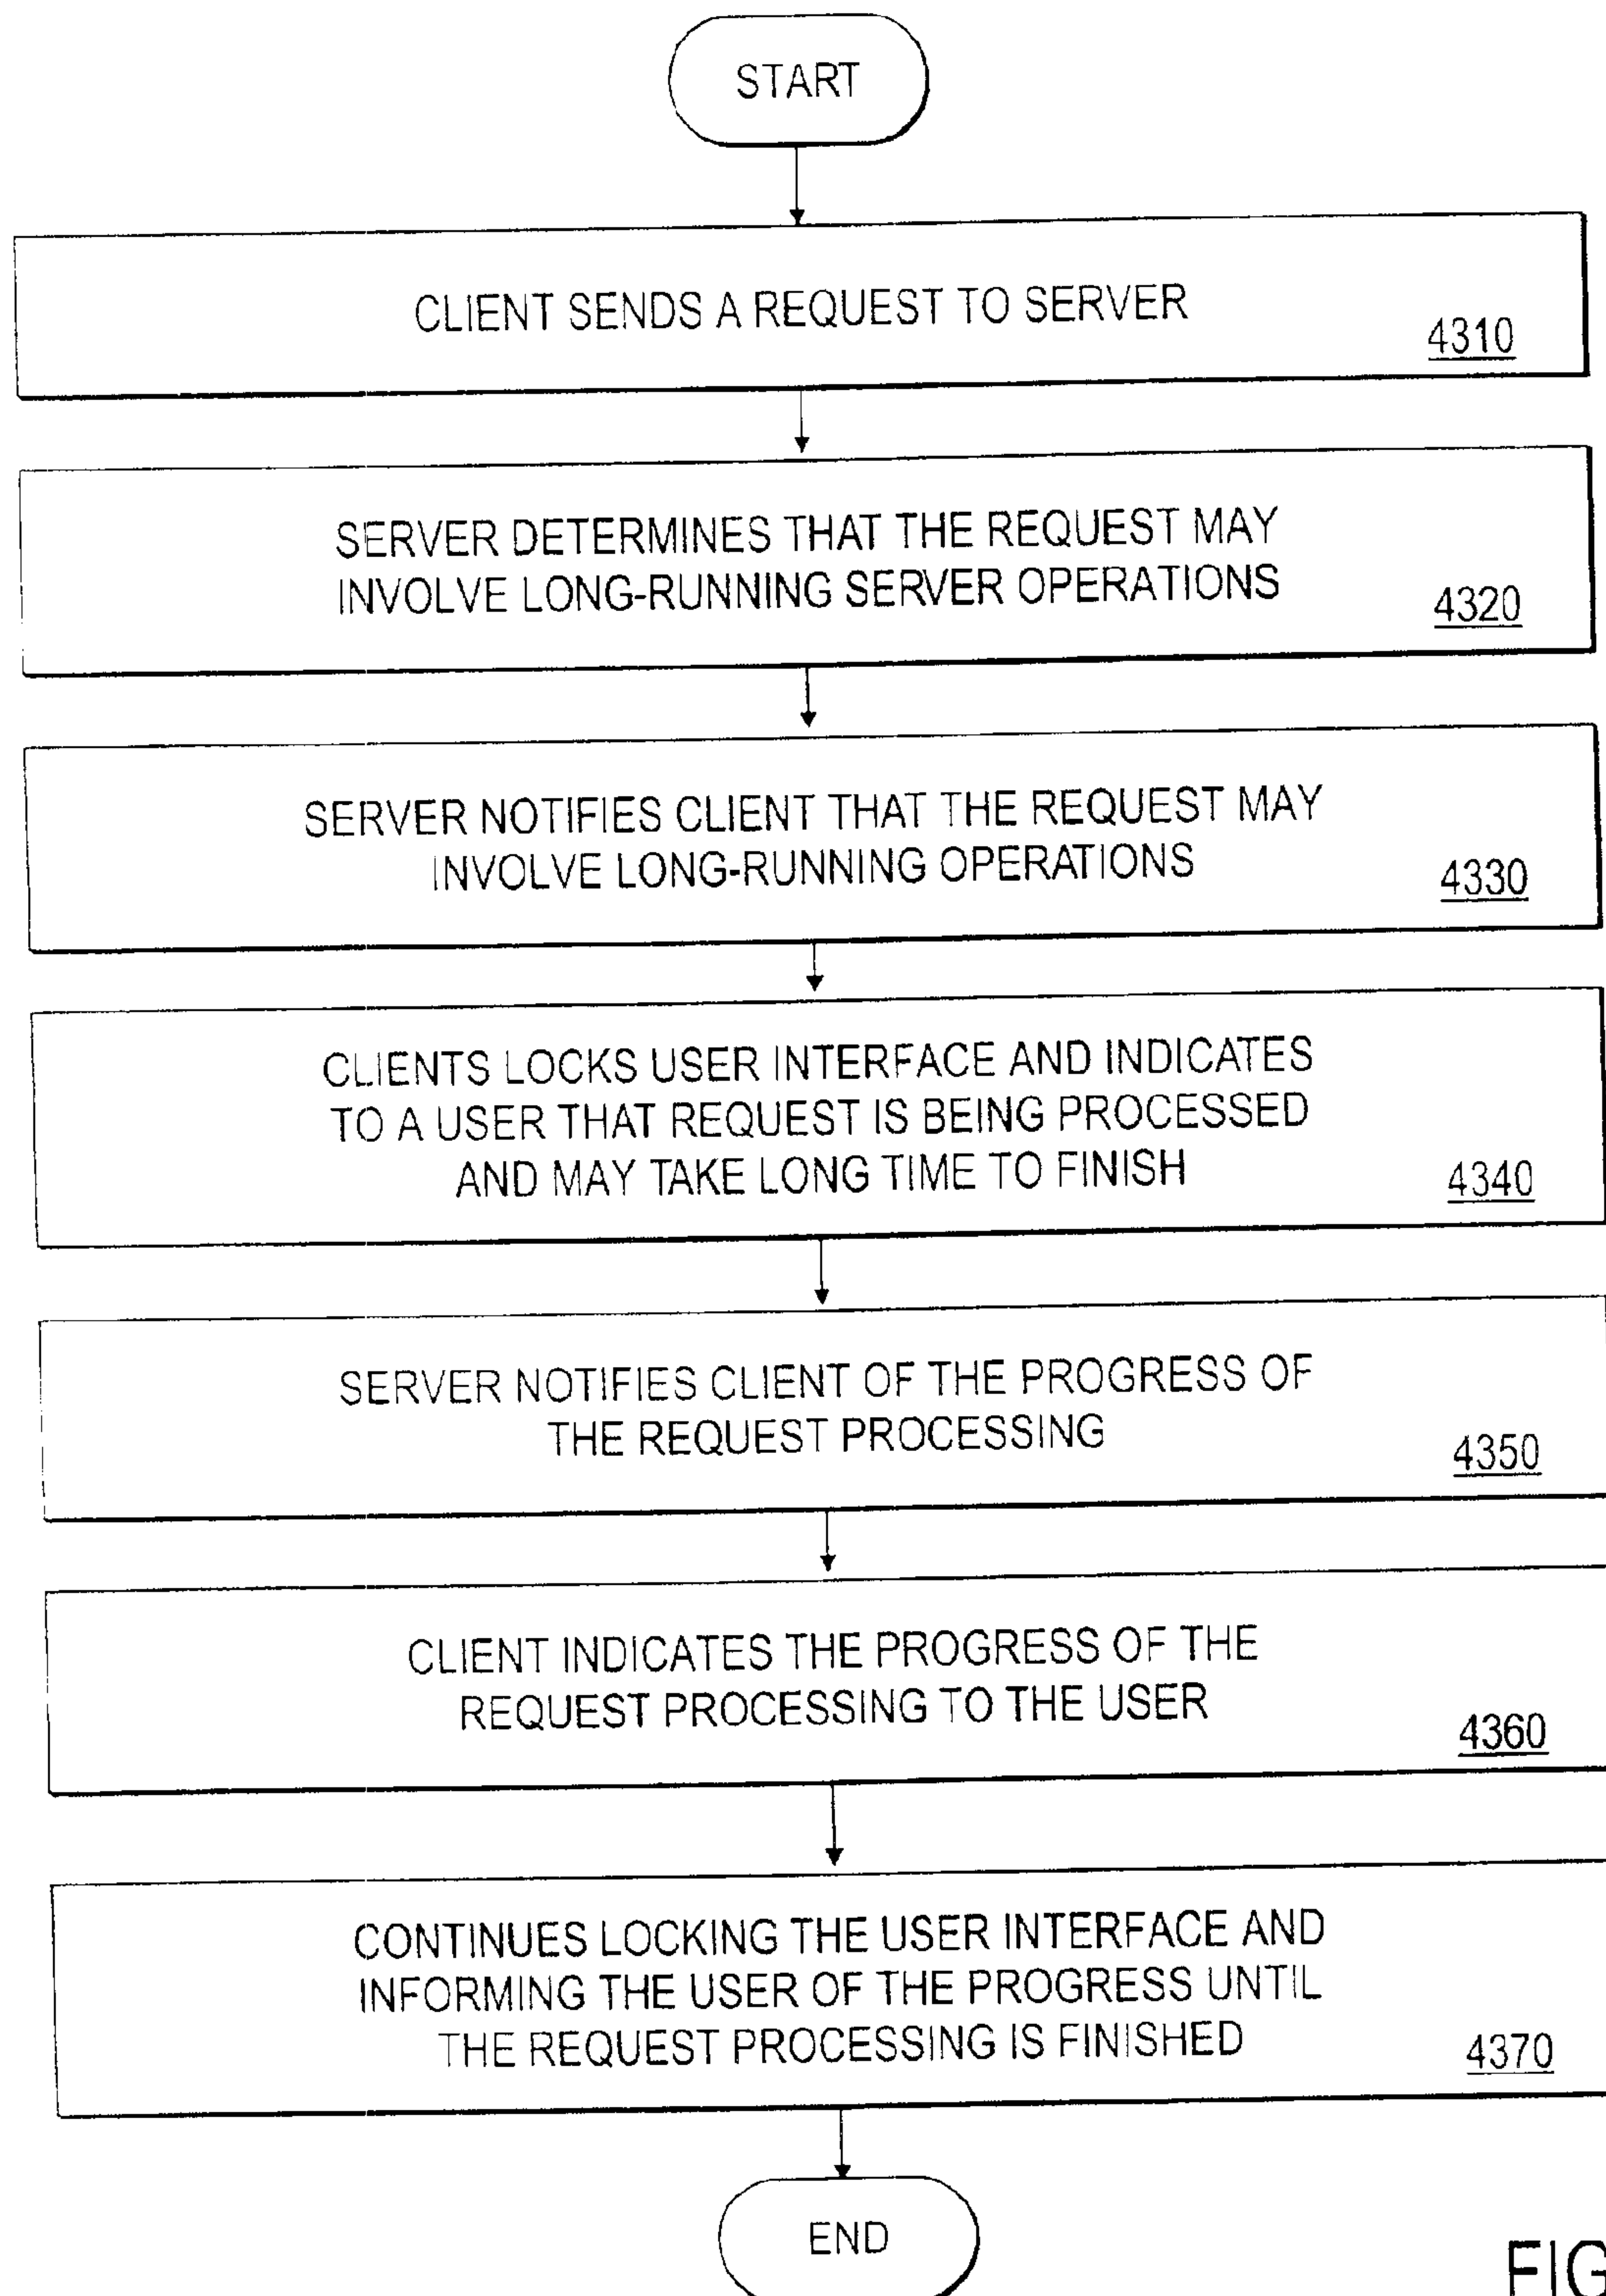 START
CLIENT SENDS A REQUEST TO SERVER
4310
SERVER DETERMINES THAT THE REQUEST MAY
INVOLVE LONG-RUNNING SERVER OPERATIONS
4320
SERVER NOTIFIES CLIENT THAT THE REQUEST MAY
INVOLVE LONG-RUNNING OPERATIONS
4330
CLIENTS LOCKS USER INTERFACE AND INDICATES
TO A USER THAT REQUEST IS BEING PROCESSED
AND MAY TAKE LONG TIME TO FINISH
4340
SERVER NOTIFIES CLIENT OF THE PROGRESS OF
THE REQUEST PROCESSING
4350
CLIENT INDICATES THE PROGRESS OF THE
REQUEST PROCESSING TO THE USER
4360
CONTINUES LOCKING THE USER INTERFACE AND
INFORMING THE USER OF THE PROGRESS UNTIL
THE REQUEST PROCESSING IS FINISHED
4370
END
FIG